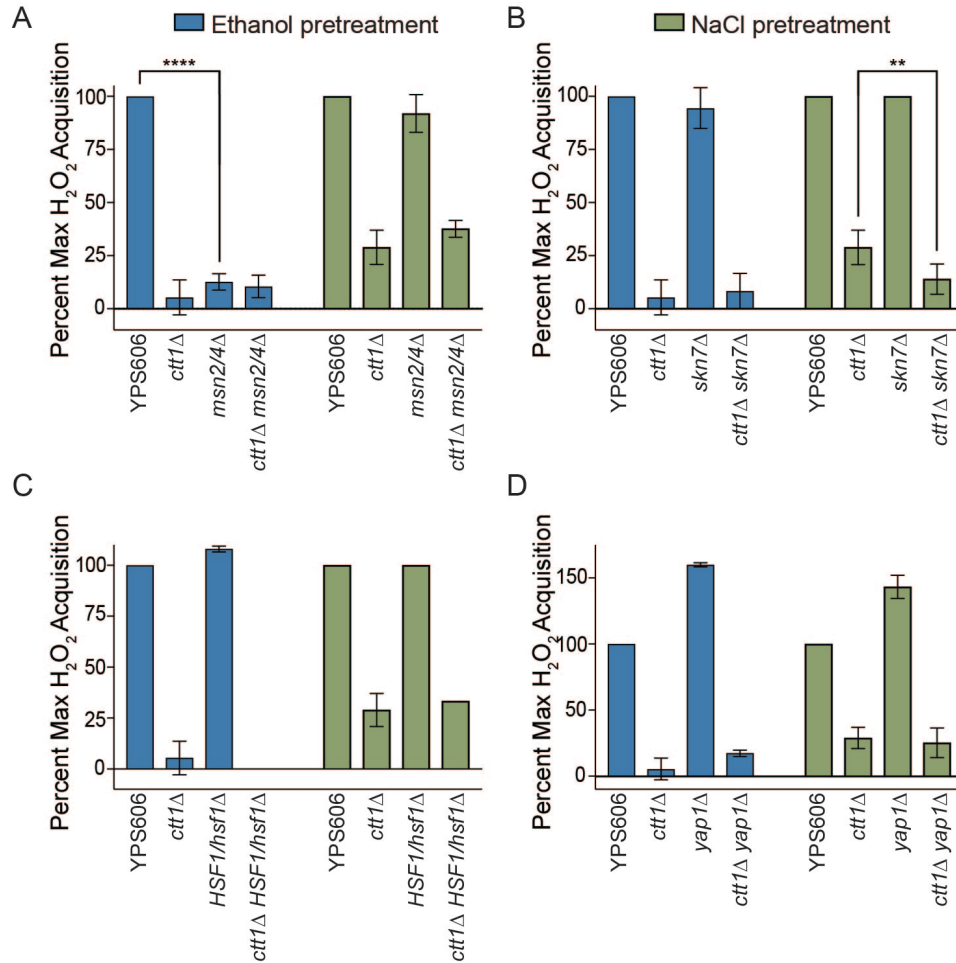 A
B
Ethanol pretreatment
NaCl pretreatment
Percent Max H₂O₂ Acquisition
100
75
50
25
0
****
YPS606
ctt1Δ
msn2/4Δ
ctt1Δ msn2/4Δ
YPS606
ctt1Δ
msn2/4Δ
ctt1Δ msn2/4Δ
Percent Max H₂O₂ Acquisition
100
75
50
25
0
**
YPS606
ctt1Δ
skn7Δ
ctt1Δ skn7Δ
YPS606
ctt1Δ
skn7Δ
ctt1Δ skn7Δ
C
Percent Max H₂O₂ Acquisition
100
75
50
25
0
YPS606
ctt1Δ
HSF1/hsf1Δ
ctt1Δ HSF1/hsf1Δ
YPS606
ctt1Δ
HSF1/hsf1Δ
ctt1Δ HSF1/hsf1Δ
D
Percent Max H₂O₂ Acquisition
150
100
50
0
YPS606
ctt1Δ
yap1Δ
ctt1Δ yap1Δ
YPS606
ctt1Δ
yap1Δ
ctt1Δ yap1Δ